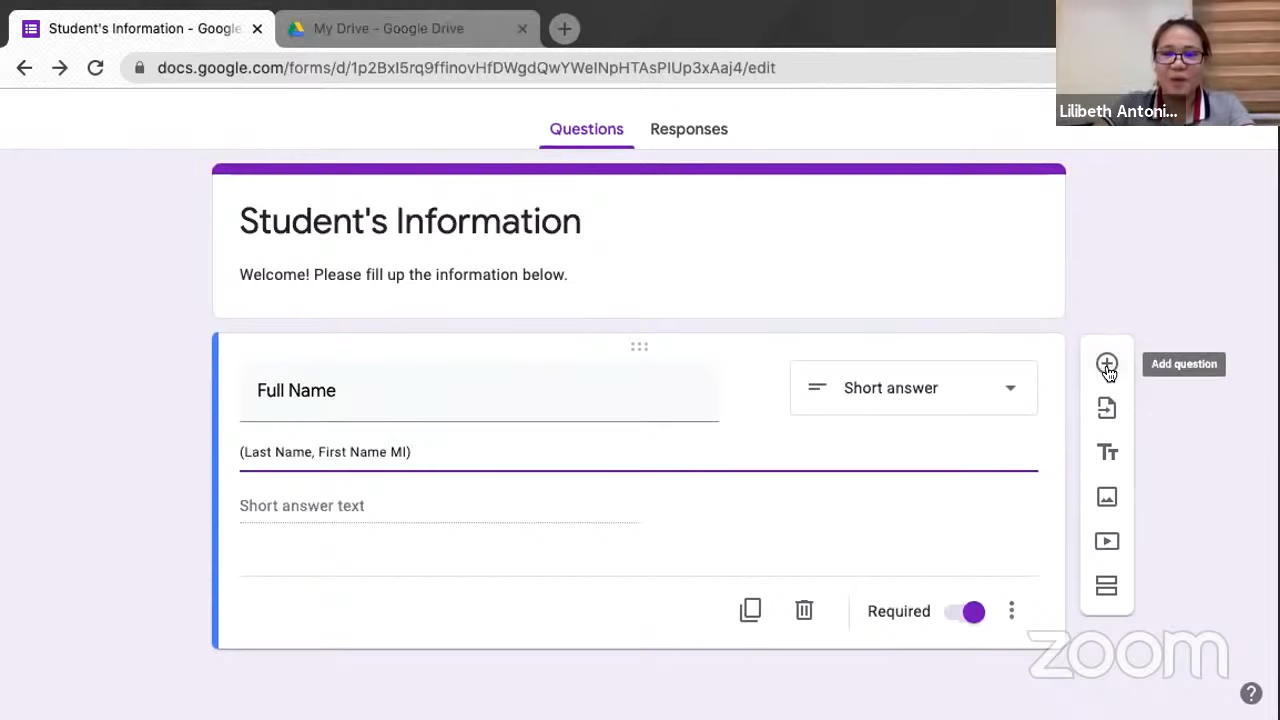 Student's Information - Google
My Drive - Google Drive
docs.google.com/forms/d/1p2BxI5rq9ffinovHfDWgdQwYWeINpHTAsPIUp3xAaj4/edit
Lilibeth Antoni...
Questions
Responses
Student's Information
Welcome! Please fill up the information below.
Full Name
Short answer
Add question
(Last Name, First Name MI)
Short answer text
Required
zoom